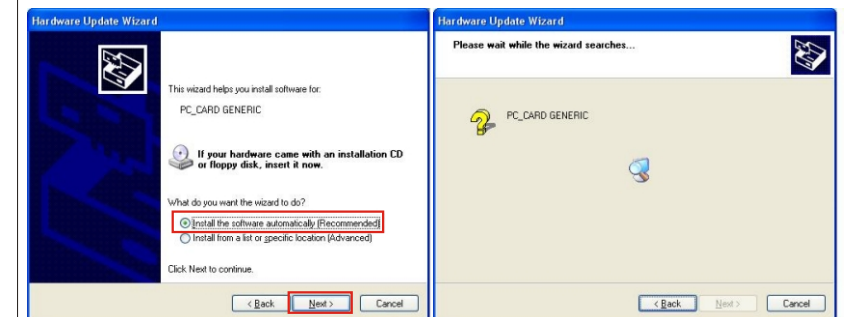 Hardware Update Wizard
This wizard helps you install software for:
PC_CARD GENERIC
If your hardware came with an installation CD
or floppy disk, insert it now.
What do you want the wizard to do?
Install the software automatically (Recommended)
Install from a list or specific location (Advanced)
Click Next to continue.
< Back
Next >
Cancel
Hardware Update Wizard
Please wait while the wizard searches...
PC_CARD GENERIC
< Back
Next >
Cancel